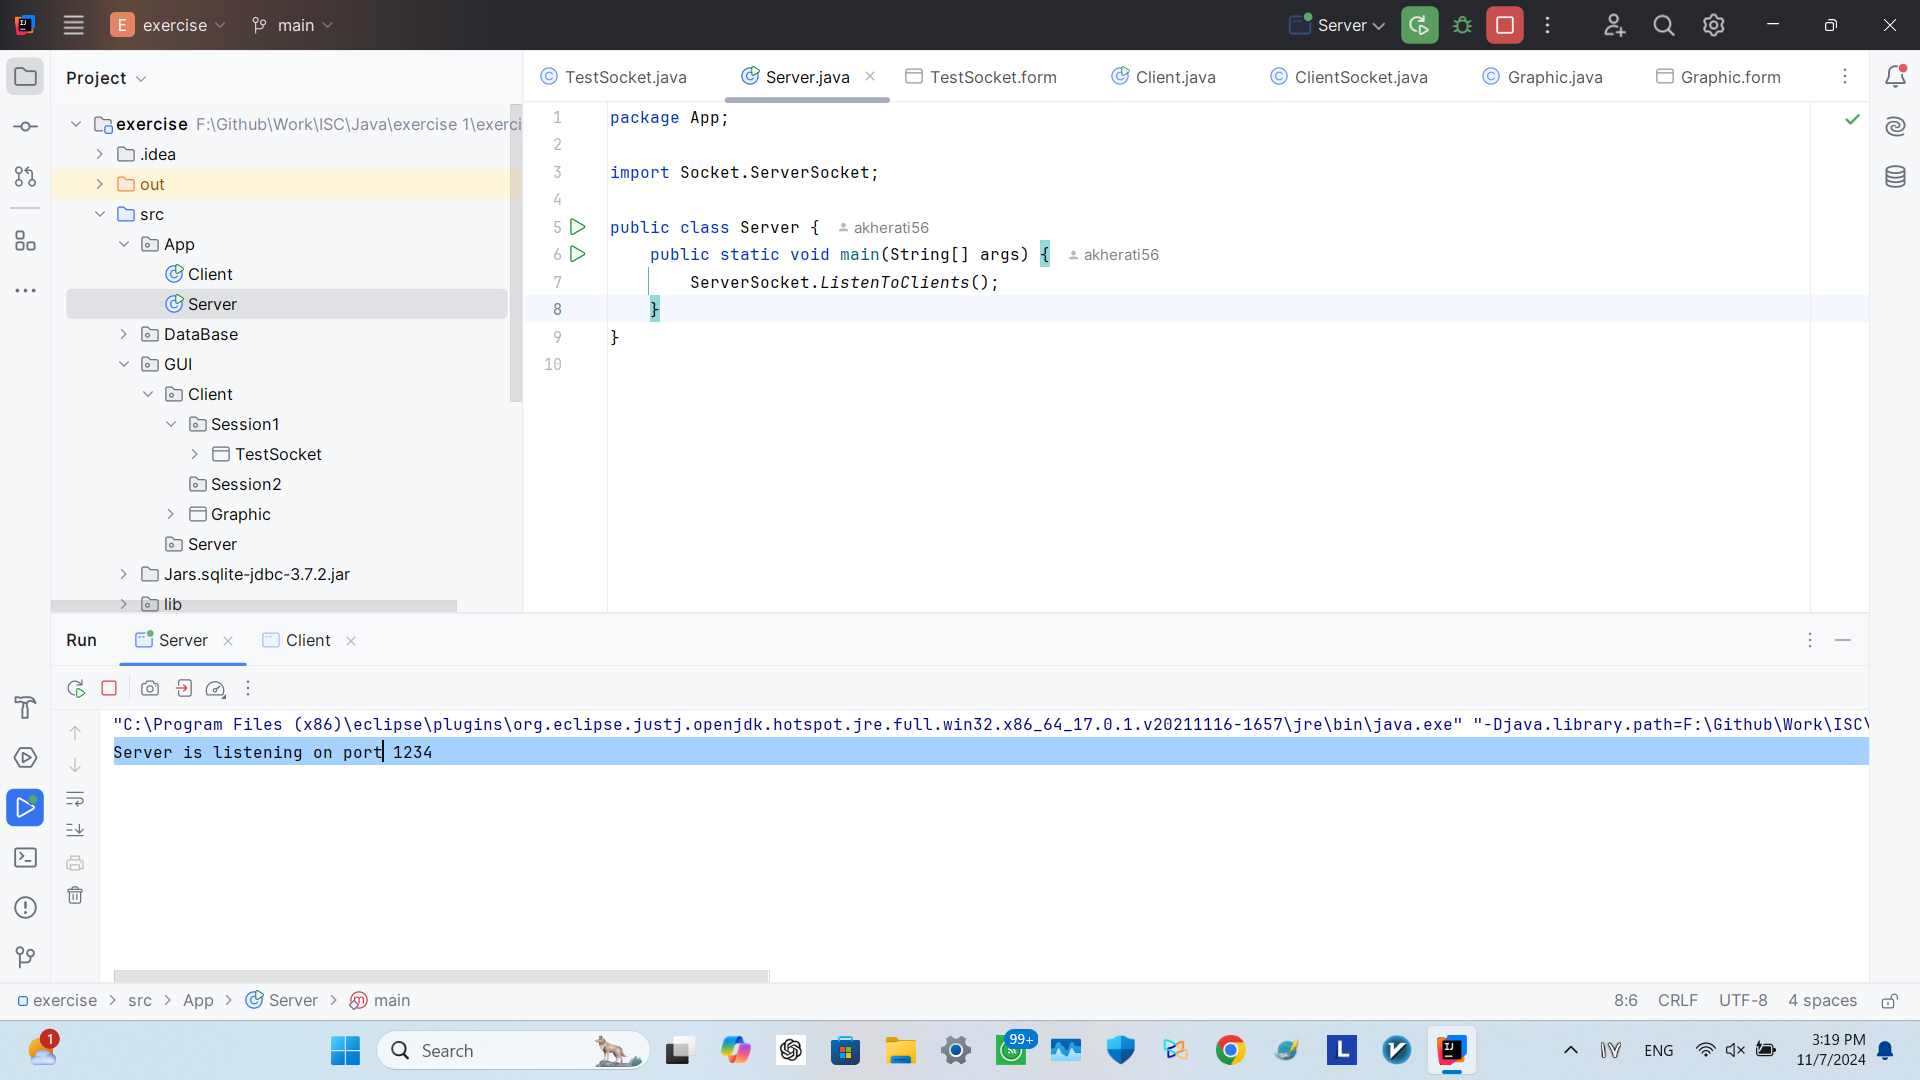 E exercise main Server
Project
TestSocket.java Server.java TestSocket.form Client.java ClientSocket.java Graphic.java Graphic.form
exercise F:\Github\Work\ISC\Java\exercise 1\exerci
.idea
out
src
App
Client
Server
DataBase
GUI
Client
Session1
TestSocket
Session2
Graphic
Server
Jars.sqlite-jdbc-3.7.2.jar
lib
1 package App;
2
3 import Socket.ServerSocket;
4
5 public class Server { akherati56
6 public static void main(String[] args) { akherati56
7 ServerSocket.ListenToClients();
8 }
9 }
10
Run Server Client
"C:\Program Files (x86)\eclipse\plugins\org.eclipse.justj.openjdk.hotspot.jre.full.win32.x86_64_17.0.1.v20211116-1657\jre\bin\java.exe" "-Djava.library.path=F:\Github\Work\ISC\
Server is listening on port 1234
exercise > src > App > Server > main 8:6 CRLF UTF-8 4 spaces
1 Search 99+ L ENG 3:19 PM
11/7/2024